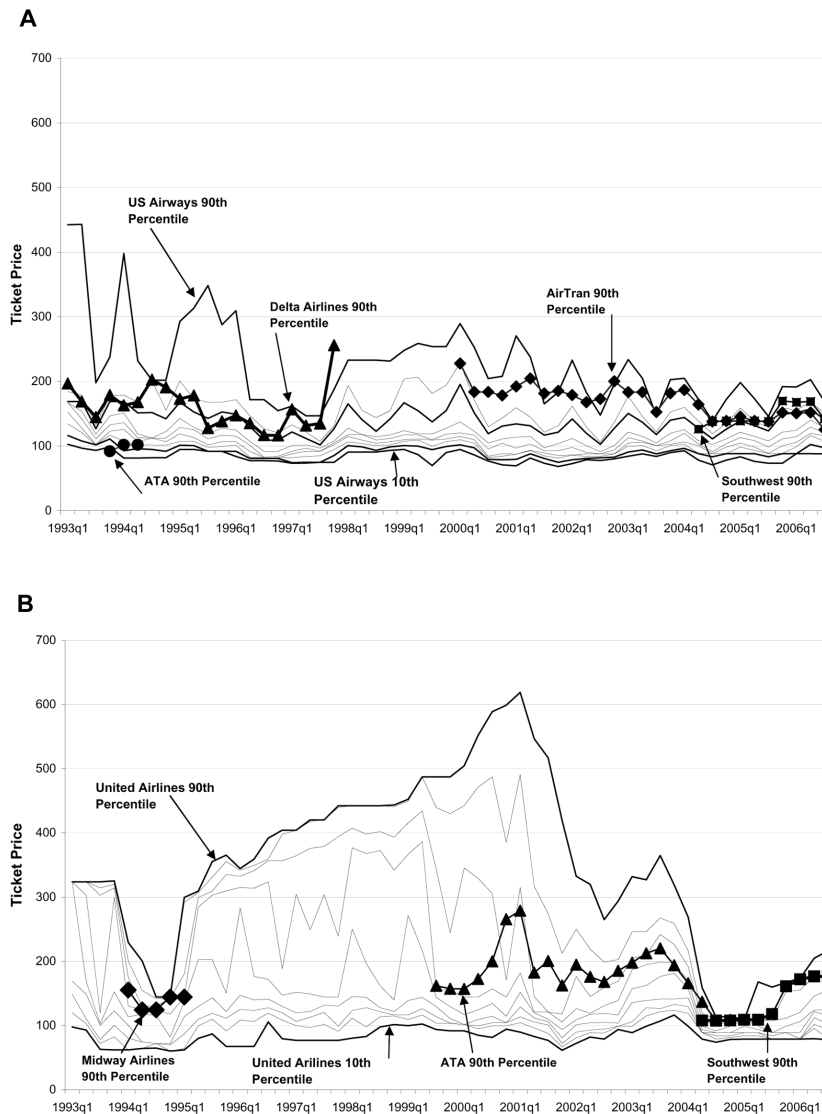 A
700
600
500
400
300
200
100
0
Ticket Price
US Airways 90th
Percentile
Delta Airlines 90th
Percentile
AirTran 90th
Percentile
ATA 90th Percentile
US Airways 10th
Percentile
Southwest 90th
Percentile
1993q1 1994q1 1995q1 1996q1 1997q1 1998q1 1999q1 2000q1 2001q1 2002q1 2003q1 2004q1 2005q1 2006q1
B
700
600
500
400
300
200
100
0
Ticket Price
United Airlines 90th
Percentile
Midway Airlines
90th Percentile
United Arilines 10th
Percentile
ATA 90th Percentile
Southwest 90th
Percentile
1993q1 1994q1 1995q1 1996q1 1997q1 1998q1 1999q1 2000q1 2001q1 2002q1 2003q1 2004q1 2005q1 2006q1